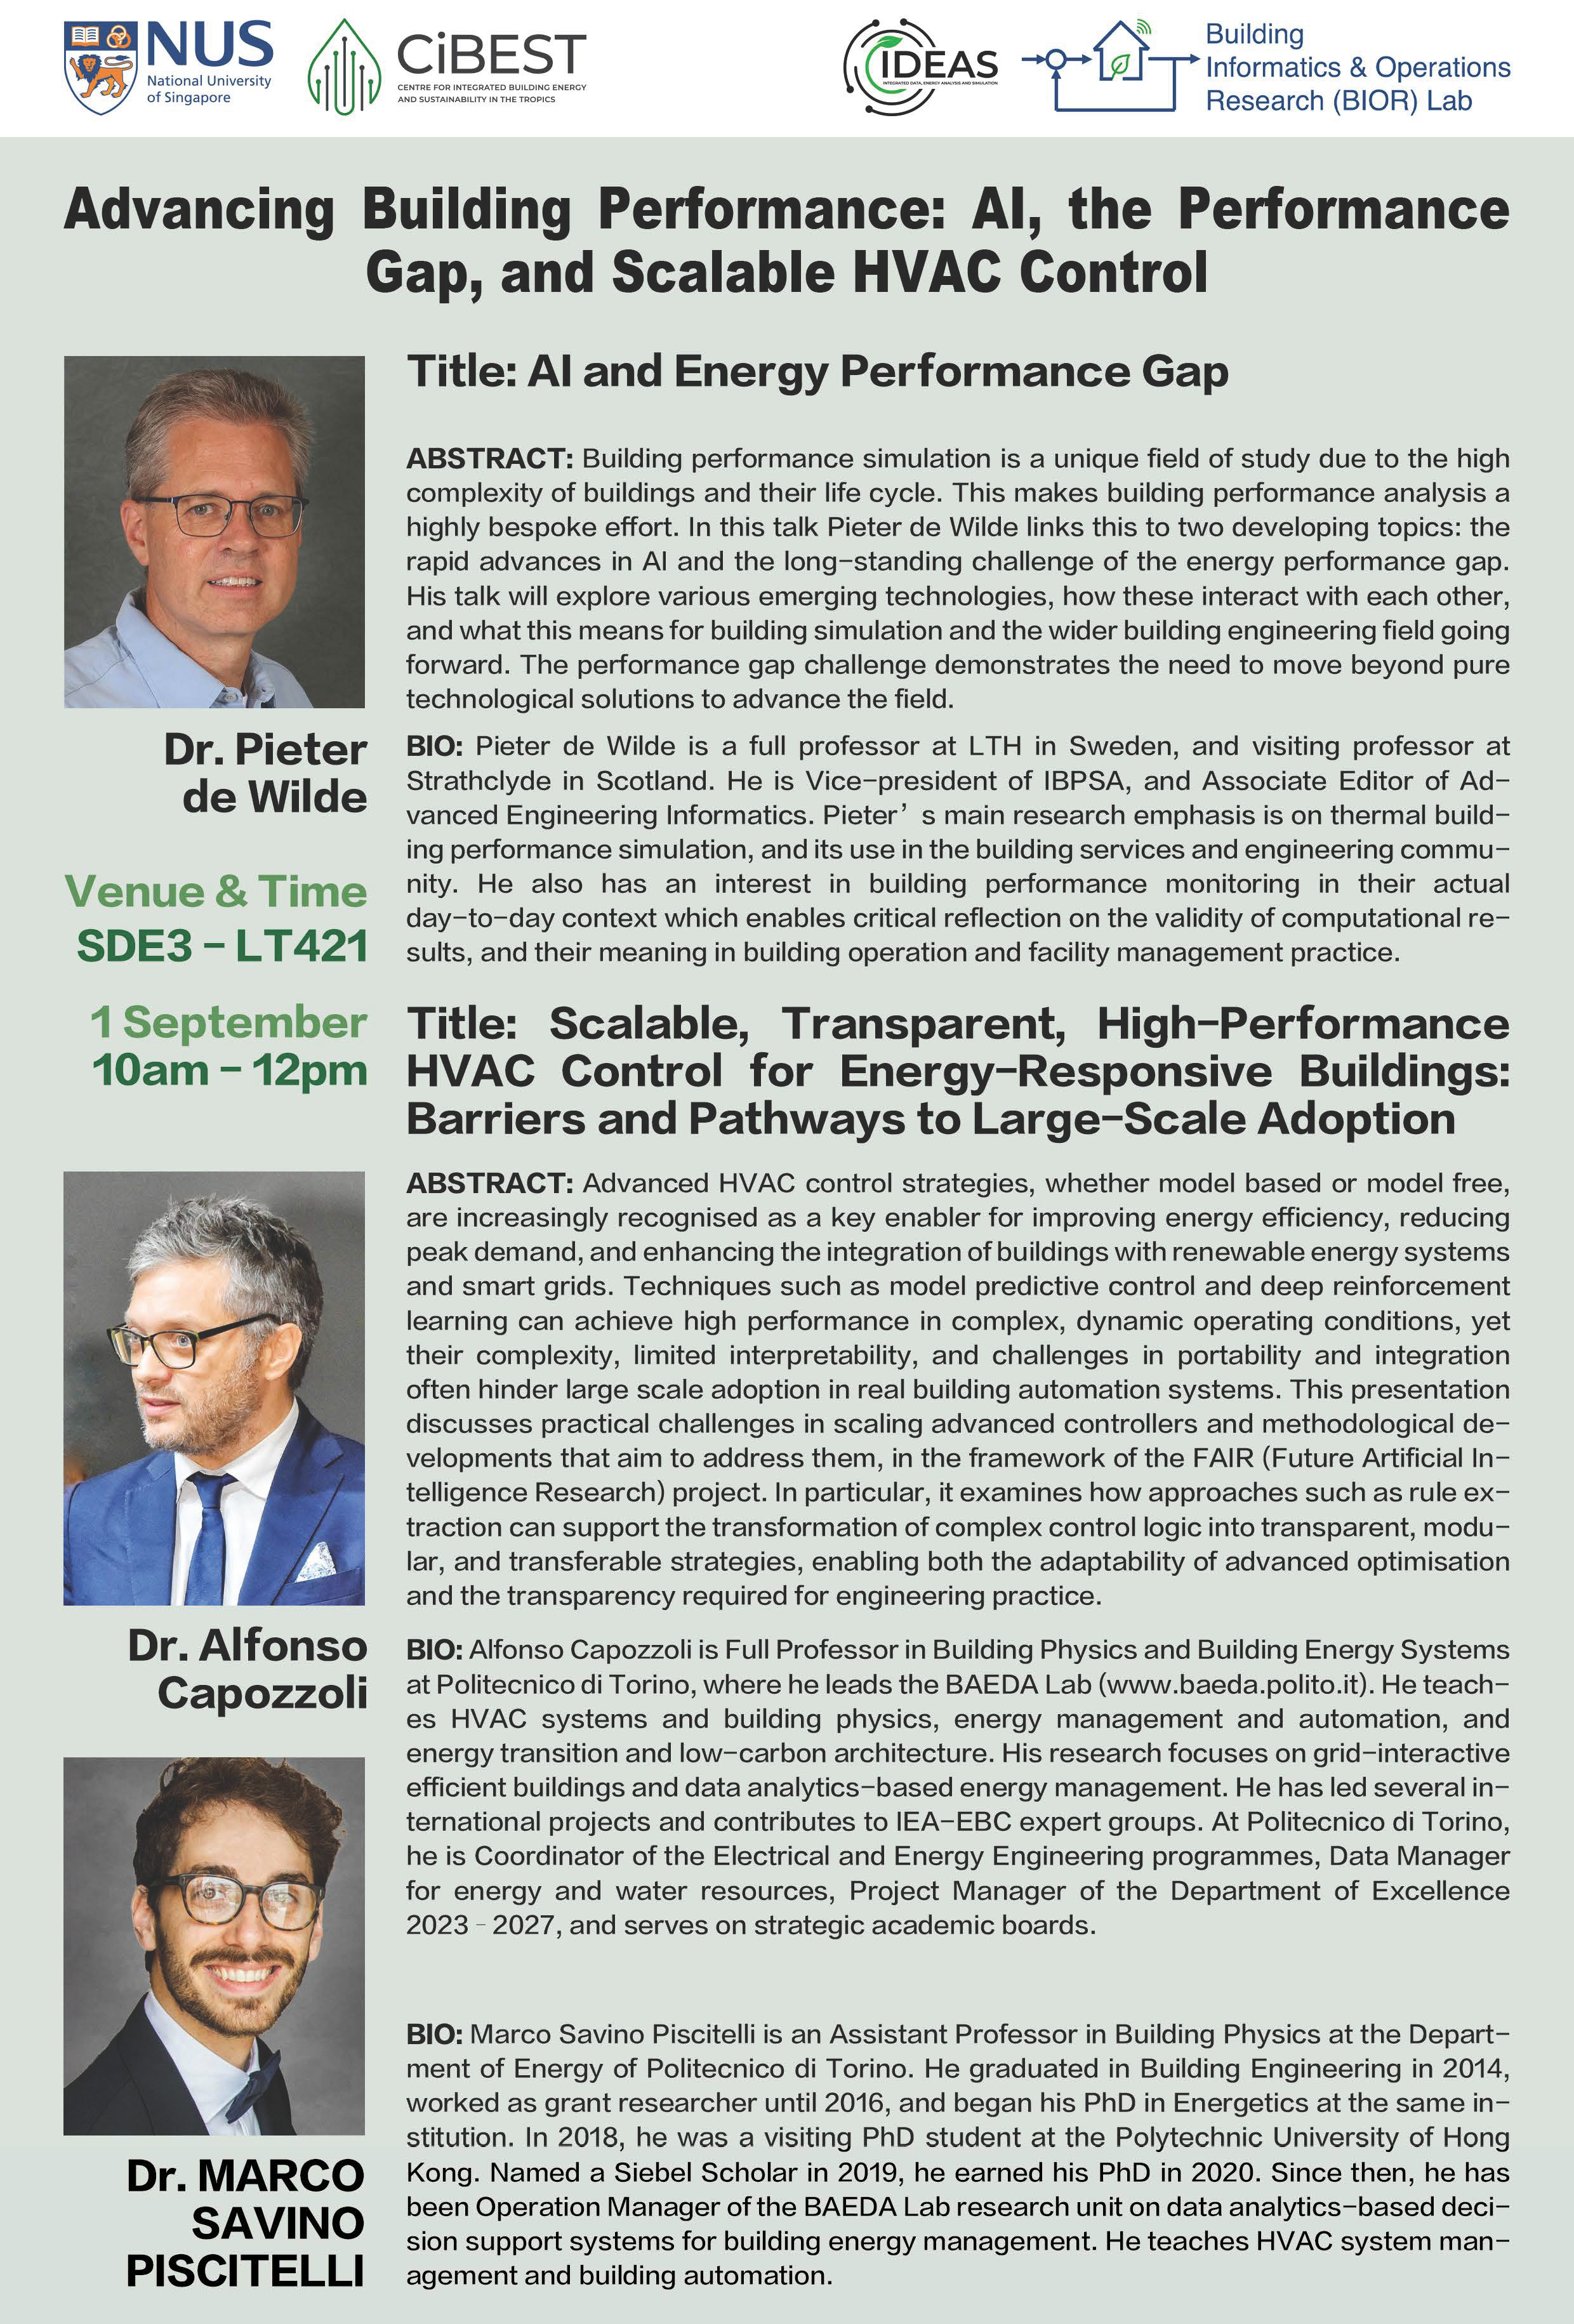 NUS
National University
of Singapore
CiBEST
CENTRE FOR INTEGRATED BUILDING ENERGY
AND SUSTAINABILITY IN THE TROPICS
IDEAS
INTEGRATED DATA, ENERGY ANALYSIS AND SIMULATION
Building
Informatics & Operations
Research (BIOR) Lab
Advancing Building Performance: AI, the Performance
Gap, and Scalable HVAC Control
Title: AI and Energy Performance Gap
ABSTRACT: Building performance simulation is a unique field of study due to the high
complexity of buildings and their life cycle. This makes building performance analysis a
highly bespoke effort. In this talk Pieter de Wilde links this to two developing topics: the
rapid advances in AI and the long-standing challenge of the energy performance gap.
His talk will explore various emerging technologies, how these interact with each other,
and what this means for building simulation and the wider building engineering field going
forward. The performance gap challenge demonstrates the need to move beyond pure
technological solutions to advance the field.
Dr. Pieter
de Wilde
BIO: Pieter de Wilde is a full professor at LTH in Sweden, and visiting professor at
Strathclyde in Scotland. He is Vice-president of IBPSA, and Associate Editor of Ad-
vanced Engineering Informatics. Pieter’ s main research emphasis is on thermal build-
ing performance simulation, and its use in the building services and engineering commu-
nity. He also has an interest in building performance monitoring in their actual
day-to-day context which enables critical reflection on the validity of computational re-
sults, and their meaning in building operation and facility management practice.
Venue & Time
SDE3 - LT421
1 September
10am - 12pm
Title: Scalable, Transparent, High-Performance
HVAC Control for Energy-Responsive Buildings:
Barriers and Pathways to Large-Scale Adoption
ABSTRACT: Advanced HVAC control strategies, whether model based or model free,
are increasingly recognised as a key enabler for improving energy efficiency, reducing
peak demand, and enhancing the integration of buildings with renewable energy systems
and smart grids. Techniques such as model predictive control and deep reinforcement
learning can achieve high performance in complex, dynamic operating conditions, yet
their complexity, limited interpretability, and challenges in portability and integration
often hinder large scale adoption in real building automation systems. This presentation
discusses practical challenges in scaling advanced controllers and methodological de-
velopments that aim to address them, in the framework of the FAIR (Future Artificial In-
telligence Research) project. In particular, it examines how approaches such as rule ex-
traction can support the transformation of complex control logic into transparent, modu-
lar, and transferable strategies, enabling both the adaptability of advanced optimisation
and the transparency required for engineering practice.
Dr. Alfonso
Capozzoli
BIO: Alfonso Capozzoli is Full Professor in Building Physics and Building Energy Systems
at Politecnico di Torino, where he leads the BAEDA Lab (www.baeda.polito.it). He teach-
es HVAC systems and building physics, energy management and automation, and
energy transition and low-carbon architecture. His research focuses on grid-interactive
efficient buildings and data analytics-based energy management. He has led several in-
ternational projects and contributes to IEA-EBC expert groups. At Politecnico di Torino,
he is Coordinator of the Electrical and Energy Engineering programmes, Data Manager
for energy and water resources, Project Manager of the Department of Excellence
2023 - 2027, and serves on strategic academic boards.
BIO: Marco Savino Piscitelli is an Assistant Professor in Building Physics at the Depart-
ment of Energy of Politecnico di Torino. He graduated in Building Engineering in 2014,
worked as grant researcher until 2016, and began his PhD in Energetics at the same in-
stitution. In 2018, he was a visiting PhD student at the Polytechnic University of Hong
Kong. Named a Siebel Scholar in 2019, he earned his PhD in 2020. Since then, he has
been Operation Manager of the BAEDA Lab research unit on data analytics-based deci-
sion support systems for building energy management. He teaches HVAC system man-
agement and building automation.
Dr. MARCO
SAVINO
PISCITELLI